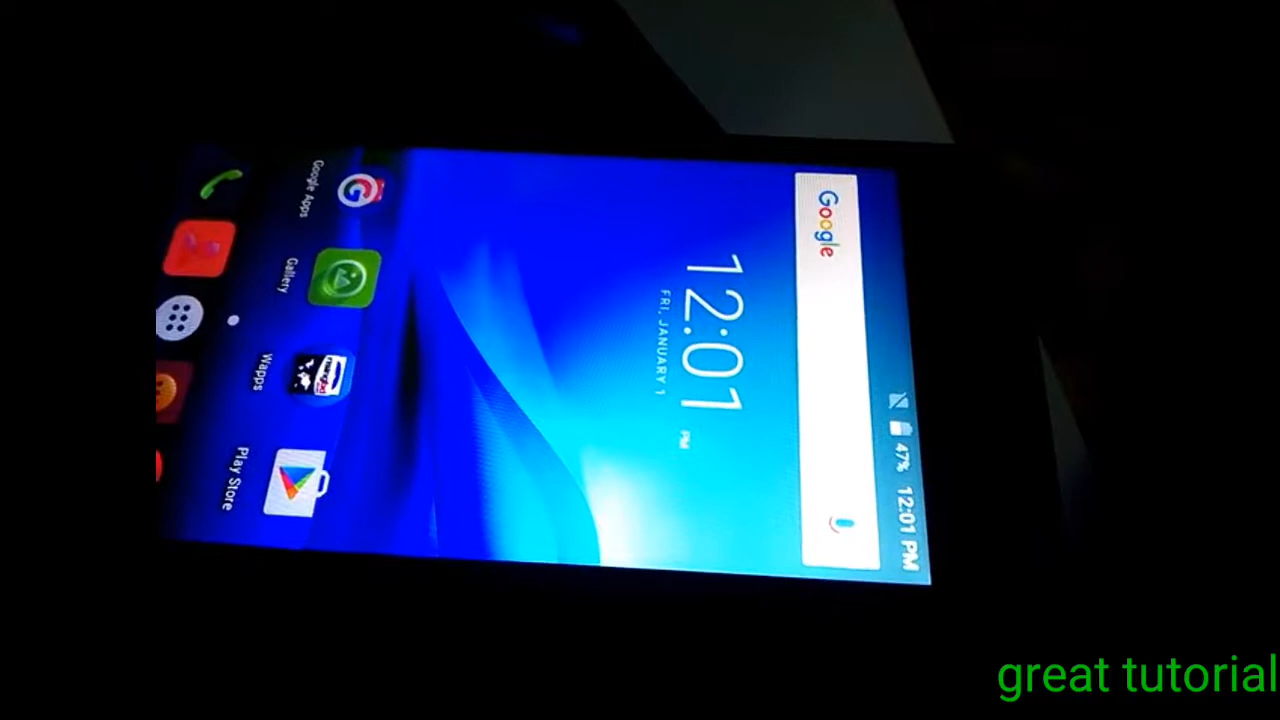 47% 12:01 PM
Google
12:01 PM
FRI, JANUARY 1
Google Apps
Gallery
Wapps
Play Store
great tutorial